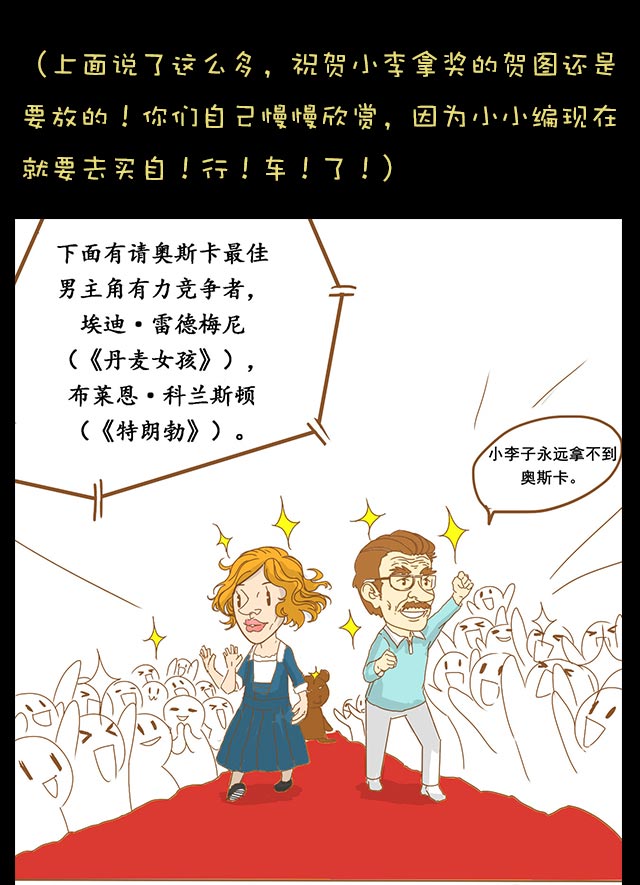 （上面说了这么多，祝贺小李拿奖的贺图还是
要放的！你们自己慢慢欣赏，因为小小编现在
就要去买自！行！车！了！）
下面有请奥斯卡最佳
男主角有力竞争者，
埃迪·雷德梅尼
（《丹麦女孩》），
布莱恩·科兰斯顿
（《特朗勃》）。
小李子永远拿不到
奥斯卡。